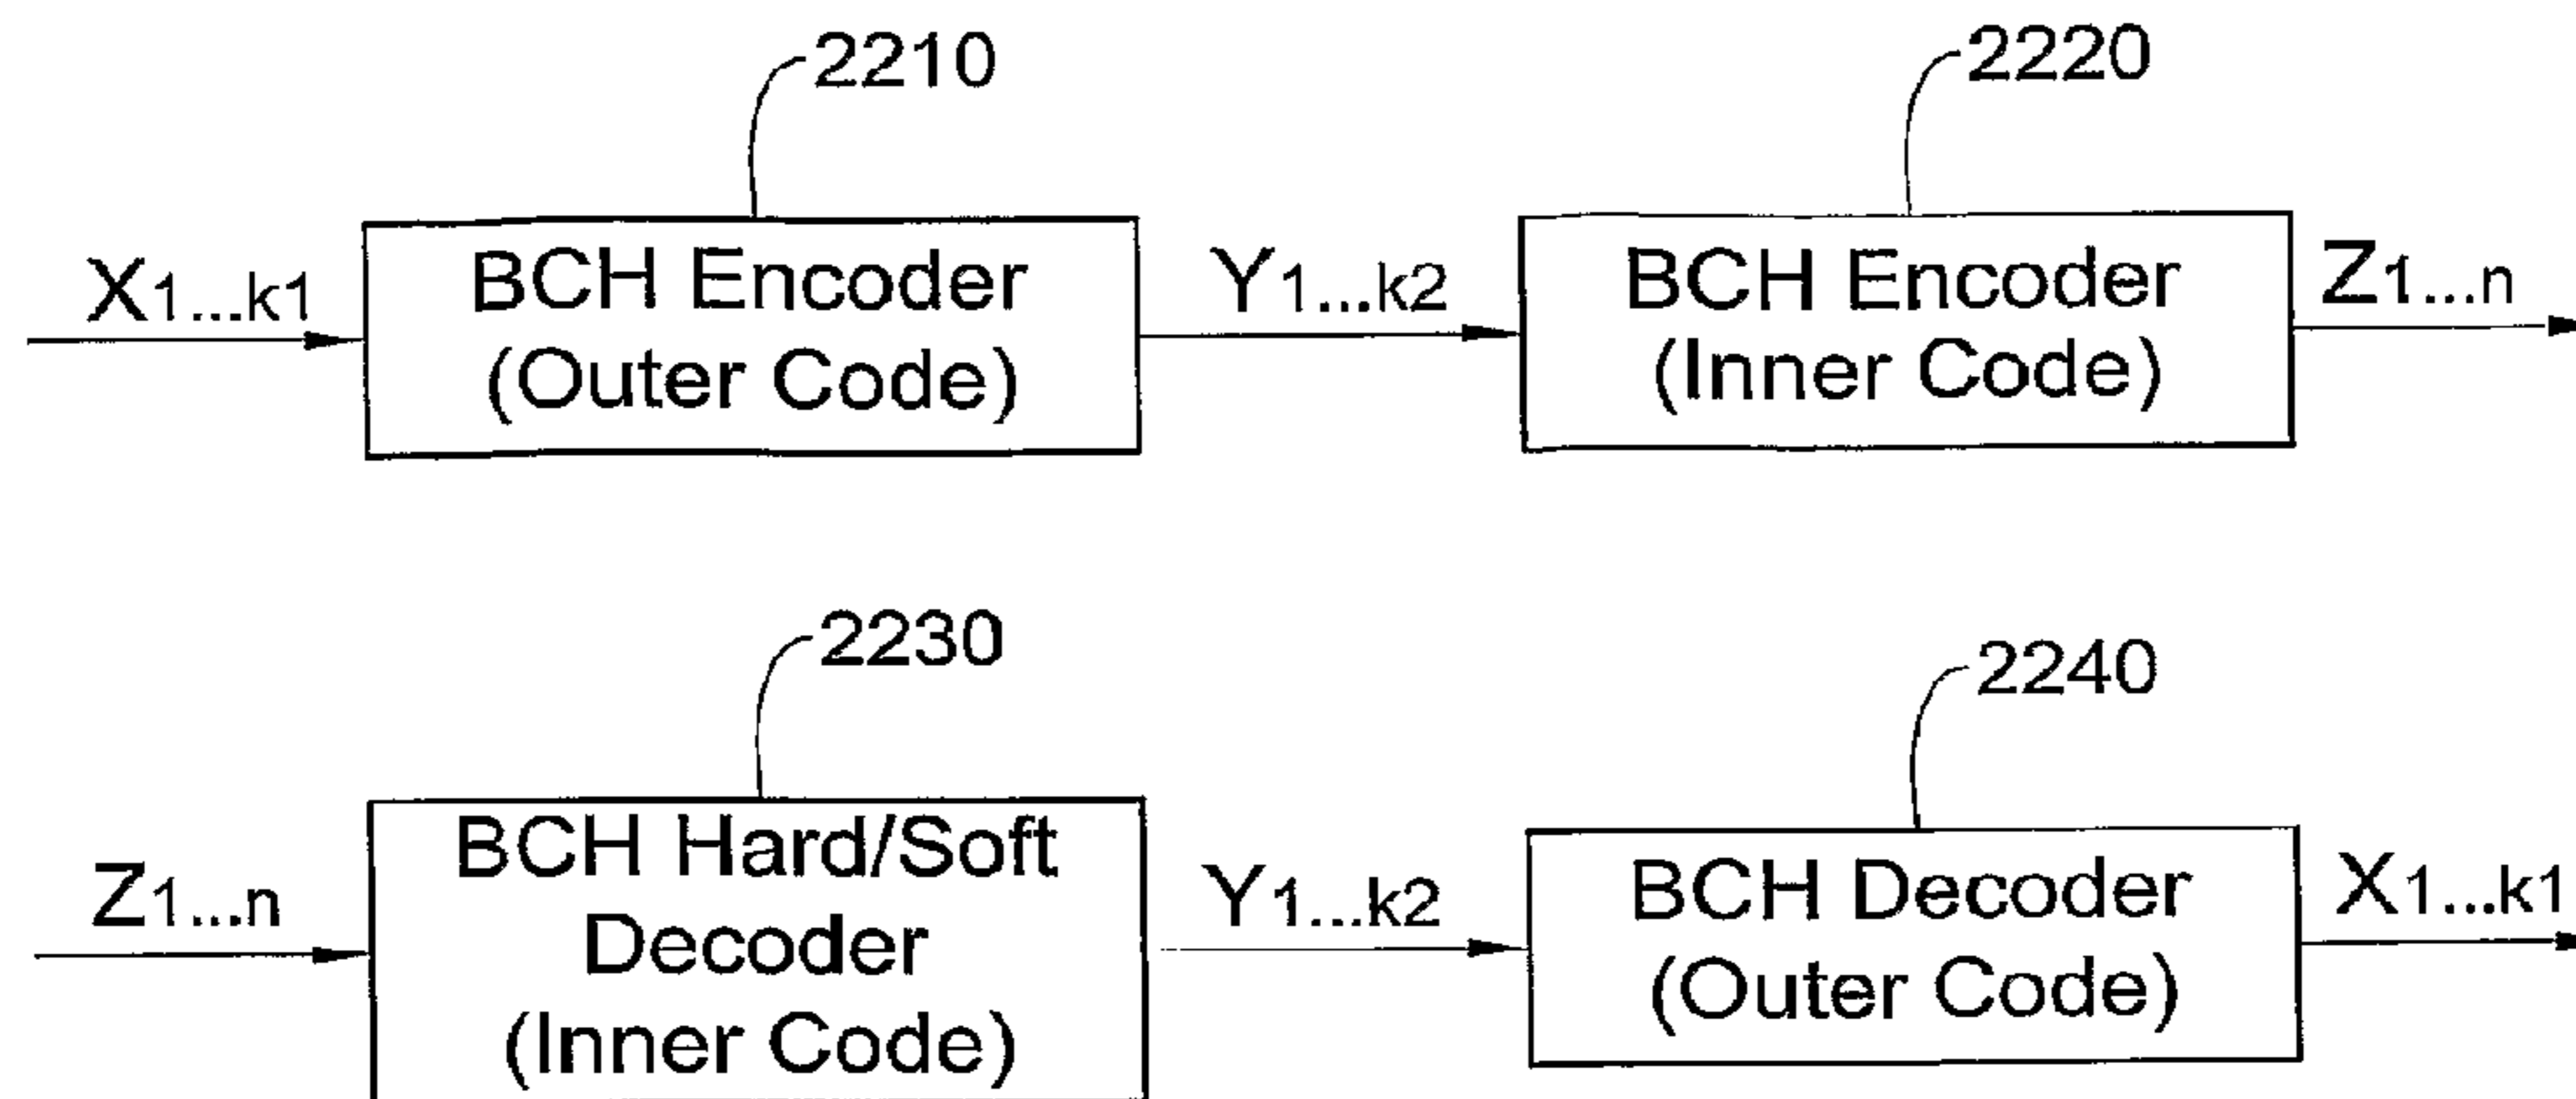 2210
2220
X1...k1
BCH Encoder
(Outer Code)
Y1...k2
BCH Encoder
(Inner Code)
Z1...n
2230
2240
Z1...n
BCH Hard/Soft
Decoder
(Inner Code)
Y1...k2
BCH Decoder
(Outer Code)
X1...k1